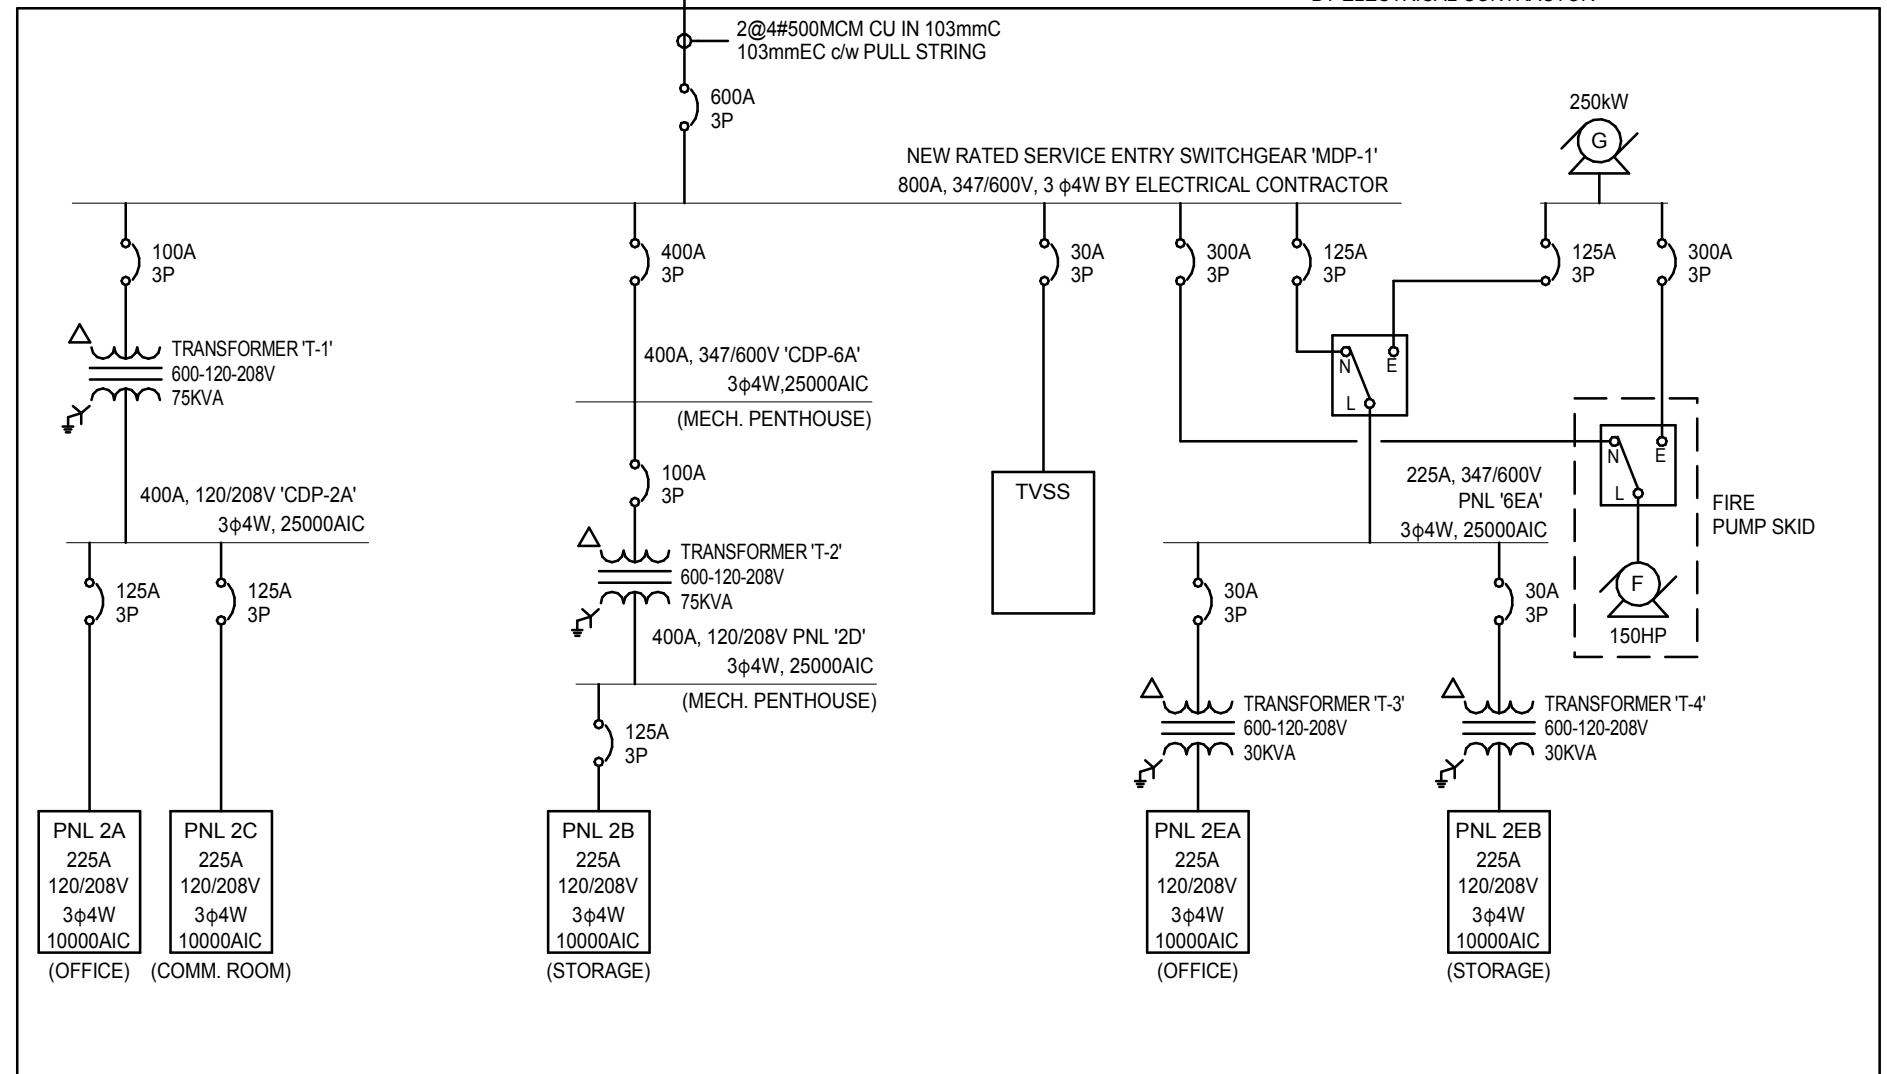 BY ELECTRICAL CONTRACTOR
2@4#500MCM CU IN 103mmC
103mmEC c/w PULL STRING
600A
3P
250kW
G
NEW RATED SERVICE ENTRY SWITCHGEAR 'MDP-1'
800A, 347/600V, 3 ϕ4W BY ELECTRICAL CONTRACTOR
100A
3P
400A
3P
30A
3P
300A
3P
125A
3P
125A
3P
300A
3P
TRANSFORMER 'T-1'
600-120-208V
75KVA
400A, 347/600V 'CDP-6A'
3ϕ4W,25000AIC
(MECH. PENTHOUSE)
N
E
L
100A
3P
400A, 120/208V 'CDP-2A'
3ϕ4W, 25000AIC
TVSS
225A, 347/600V
PNL '6EA'
3ϕ4W, 25000AIC
N
E
L
FIRE
PUMP SKID
F
150HP
125A
3P
125A
3P
TRANSFORMER 'T-2'
600-120-208V
75KVA
400A, 120/208V PNL '2D'
3ϕ4W, 25000AIC
(MECH. PENTHOUSE)
125A
3P
30A
3P
30A
3P
TRANSFORMER 'T-3'
600-120-208V
30KVA
TRANSFORMER 'T-4'
600-120-208V
30KVA
PNL 2A
225A
120/208V
3ϕ4W
10000AIC
(OFFICE)
PNL 2C
225A
120/208V
3ϕ4W
10000AIC
(COMM. ROOM)
PNL 2B
225A
120/208V
3ϕ4W
10000AIC
(STORAGE)
PNL 2EA
225A
120/208V
3ϕ4W
10000AIC
(OFFICE)
PNL 2EB
225A
120/208V
3ϕ4W
10000AIC
(STORAGE)